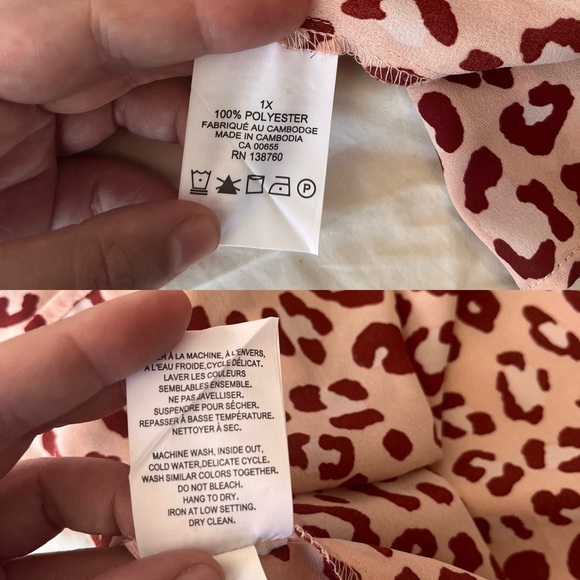 1X
100% POLYESTER
FABRIQUÉ AU CAMBODGE
MADE IN CAMBODIA
CA 00655
RN 138760
P
À LA MACHINE, À L'ENVERS,
À L'EAU FROIDE,CYCLE DÉLICAT.
LAVER LES COULEURS
SEMBLABLES ENSEMBLE.
NE PAS JAVELLISER.
SUSPENDRE POUR SÉCHER.
REPASSER À BASSE TEMPÉRATURE.
NETTOYER À SEC.
MACHINE WASH, INSIDE OUT,
COLD WATER,DELICATE CYCLE.
WASH SIMILAR COLORS TOGETHER.
DO NOT BLEACH.
HANG TO DRY.
IRON AT LOW SETTING.
DRY CLEAN.